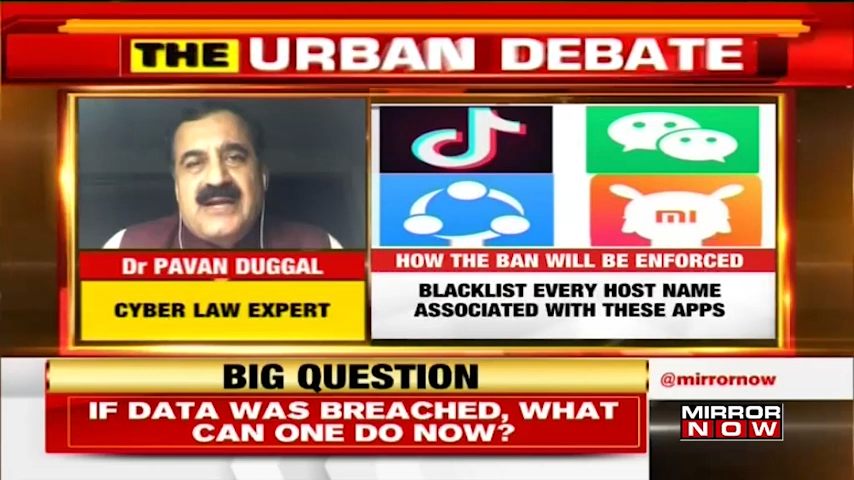 THE URBAN DEBATE
mi
Dr PAVAN DUGGAL
CYBER LAW EXPERT
HOW THE BAN WILL BE ENFORCED
BLACKLIST EVERY HOST NAME
ASSOCIATED WITH THESE APPS
BIG QUESTION
IF DATA WAS BREACHED, WHAT
CAN ONE DO NOW?
@mirrornow
MIRROR
NOW